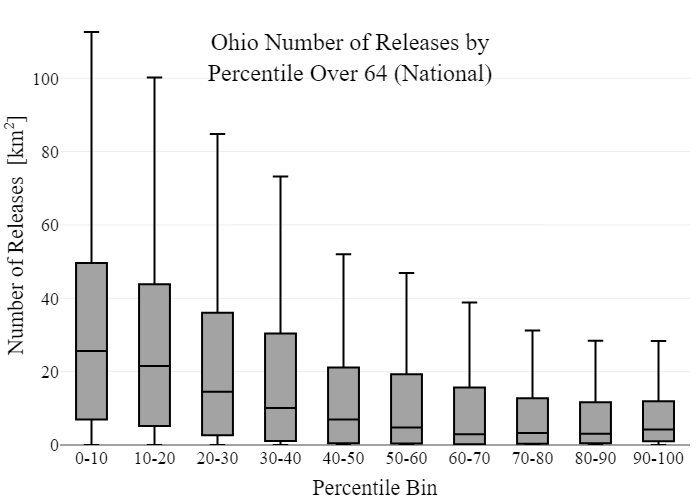 Ohio Number of Releases by
Percentile Over 64 (National)
Number of Releases [km²]
100
80
60
40
20
0
0-10 10-20 20-30 30-40 40-50 50-60 60-70 70-80 80-90 90-100
Percentile Bin